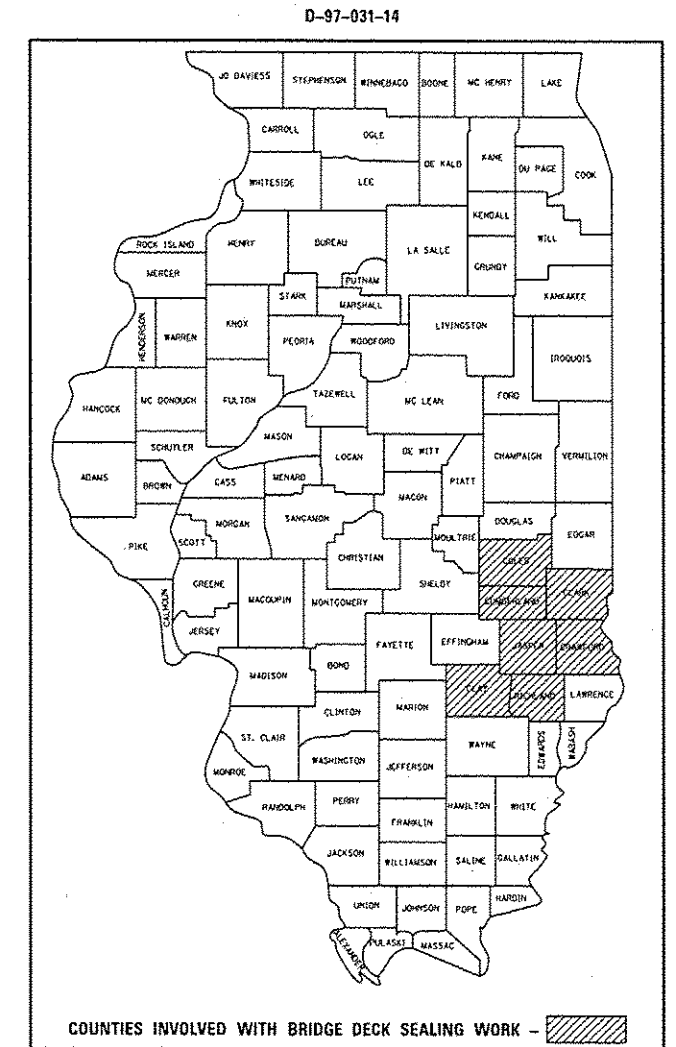 D-97-031-14
JO DAVIESS
STEPHENSON
WINNEBAGO
BOONE
MC HENRY
LAKE
CARROLL
OGLE
DE KALB
KANE
DU PAGE
COOK
WHITESIDE
LEE
KENDALL
WILL
ROCK ISLAND
HENRY
BUREAU
LA SALLE
GRUNDY
MERCER
PUTNAM
STARK
MARSHALL
KANKAKEE
HENDERSON
WARREN
KNOX
PEORIA
WOODFORD
LIVINGSTON
IROQUOIS
HANCOCK
MC DONOUGH
FULTON
TAZEWELL
MC LEAN
FORD
SCHUYLER
MASON
LOGAN
DE WITT
CHAMPAIGN
VERMILION
ADAMS
BROWN
CASS
MENARD
MACON
PIATT
MORGAN
SANGAMON
DOUGLAS
EDGAR
PIKE
SCOTT
CHRISTIAN
MOULTRIE
COLES
GREENE
MACOUPIN
MONTGOMERY
SHELBY
CUMBERLAND
CLARK
CALHOUN
JERSEY
FAYETTE
EFFINGHAM
JASPER
CRAWFORD
MADISON
BOND
CLAY
RICHLAND
LAWRENCE
CLINTON
MARION
ST. CLAIR
WAYNE
EDWARDS
WABASH
MONROE
WASHINGTON
JEFFERSON
RANDOLPH
PERRY
HAMILTON
WHITE
FRANKLIN
JACKSON
WILLIAMSON
SALINE
GALLATIN
UNION
JOHNSON
POPE
HARDIN
ALEXANDER
PULASKI
MASSAC
COUNTIES INVOLVED WITH BRIDGE DECK SEALING WORK -